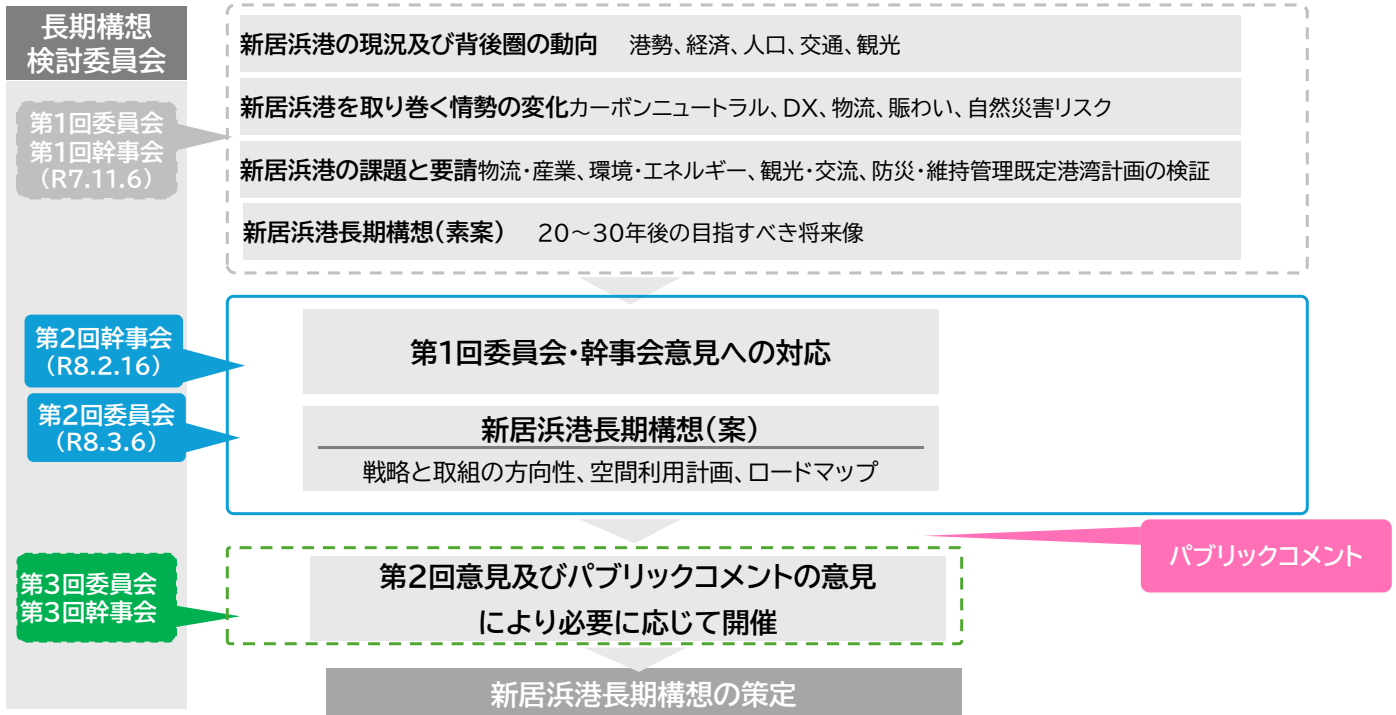 長期構想
検討委員会
新居浜港の現況及び背後圏の動向 港勢、経済、人口、交通、観光
新居浜港を取り巻く情勢の変化カーボンニュートラル、DX、物流、賑わい、自然災害リスク
第1回委員会
第1回幹事会
(R7.11.6)
新居浜港の課題と要請物流・産業、環境・エネルギー、観光・交流、防災・維持管理既定港湾計画の検証
新居浜港長期構想(素案) 20～30年後の目指すべき将来像
第2回幹事会
(R8.2.16)
第1回委員会・幹事会意見への対応
第2回委員会
(R8.3.6)
新居浜港長期構想(案)
戦略と取組の方向性、空間利用計画、ロードマップ
パブリックコメント
第3回委員会
第3回幹事会
第2回意見及びパブリックコメントの意見
により必要に応じて開催
新居浜港長期構想の策定